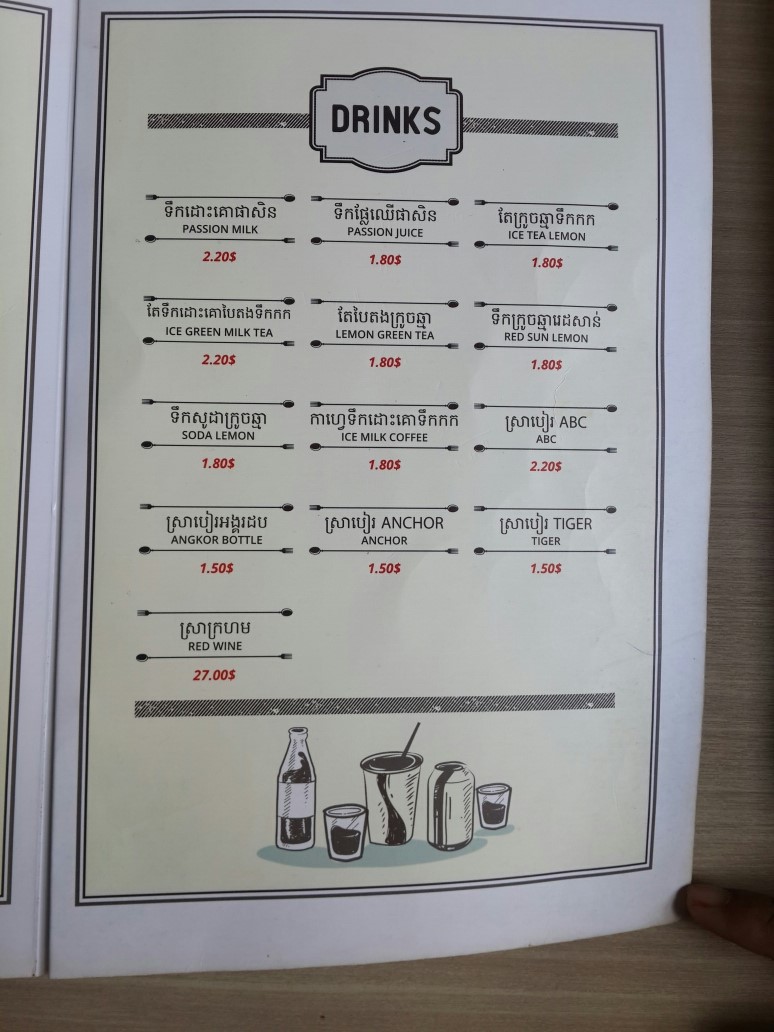 DRINKS
ទឹកដោះគោផាសិន
PASSION MILK
2.20$
ទឹកផ្លែឈើផាសិន
PASSION JUICE
1.80$
តែក្រូចឆ្មាទឹកកក
ICE TEA LEMON
1.80$
តែទឹកដោះគោបៃតងទឹកកក
ICE GREEN MILK TEA
2.20$
តែបៃតងក្រូចឆ្មា
LEMON GREEN TEA
1.80$
ទឹកក្រូចឆ្មារេដសាន់
RED SUN LEMON
1.80$
ទឹកសូដាក្រូចឆ្មា
SODA LEMON
1.80$
កាហ្វេទឹកដោះគោទឹកកក
ICE MILK COFFEE
1.80$
ស្រាបៀរ ABC
ABC
2.20$
ស្រាបៀរអង្គរដប
ANGKOR BOTTLE
1.50$
ស្រាបៀរ ANCHOR
ANCHOR
1.50$
ស្រាបៀរ TIGER
TIGER
1.50$
ស្រាក្រហម
RED WINE
27.00$